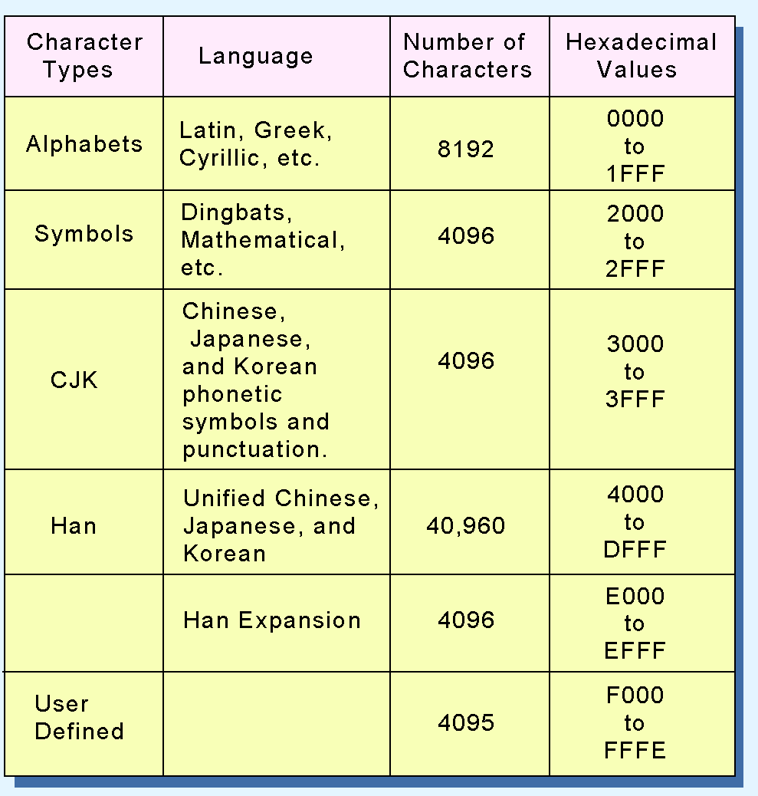 Character
Types
Language
Number of
Characters
Hexadecimal
Values
Alphabets
Latin, Greek,
Cyrillic, etc.
8192
0000
to
1FFF
Symbols
Dingbats,
Mathematical,
etc.
4096
2000
to
2FFF
CJK
Chinese,
Japanese,
and Korean
phonetic
symbols and
punctuation.
4096
3000
to
3FFF
Han
Unified Chinese,
Japanese, and
Korean
40,960
4000
to
DFFF
Han Expansion
4096
E000
to
EFFF
User
Defined
4095
F000
to
FFFE